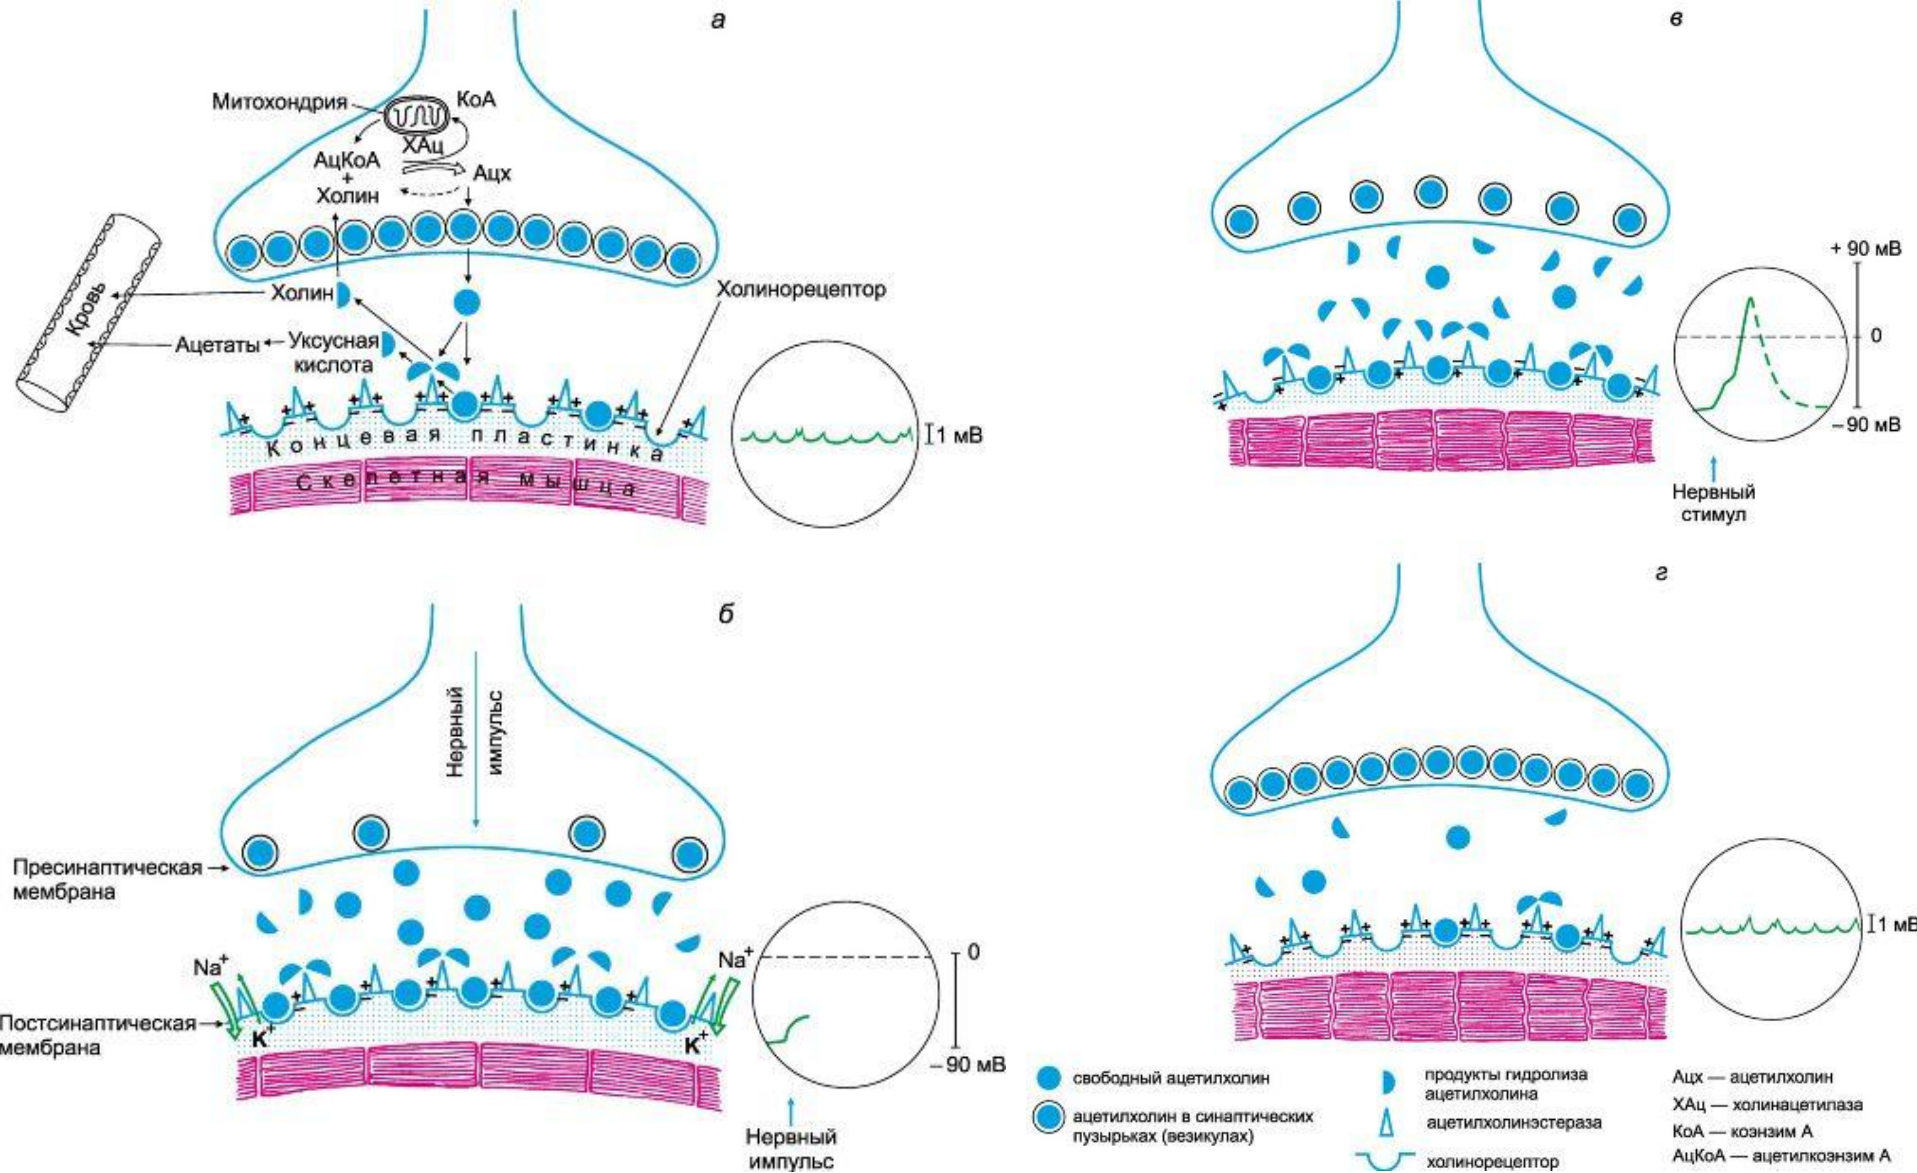 а
Митохондрия
КоА
ХАц
АцКоА
+
Холин
Ацх
Кровь
Холин
Ацетаты
Уксусная
кислота
Холинорецептор
Концевая пластинка
Скелетная мышца
1 мВ
в
+ 90 мВ
0
– 90 мВ
Нервный
стимул
б
Нервный
импульс
Пресинаптическая
мембрана
Na+
Na+
Постсинаптическая
мембрана
K+
K+
0
– 90 мВ
Нервный
импульс
г
1 мВ
свободный ацетилхолин
ацетилхолин в синаптических
пузырьках (везикулах)
продукты гидролиза
ацетилхолина
ацетилхолинэстераза
холинорецептор
Ацх — ацетилхолин
ХАц — холинацетилаза
КоА — коэнзим А
АцКоА — ацетилкоэнзим А